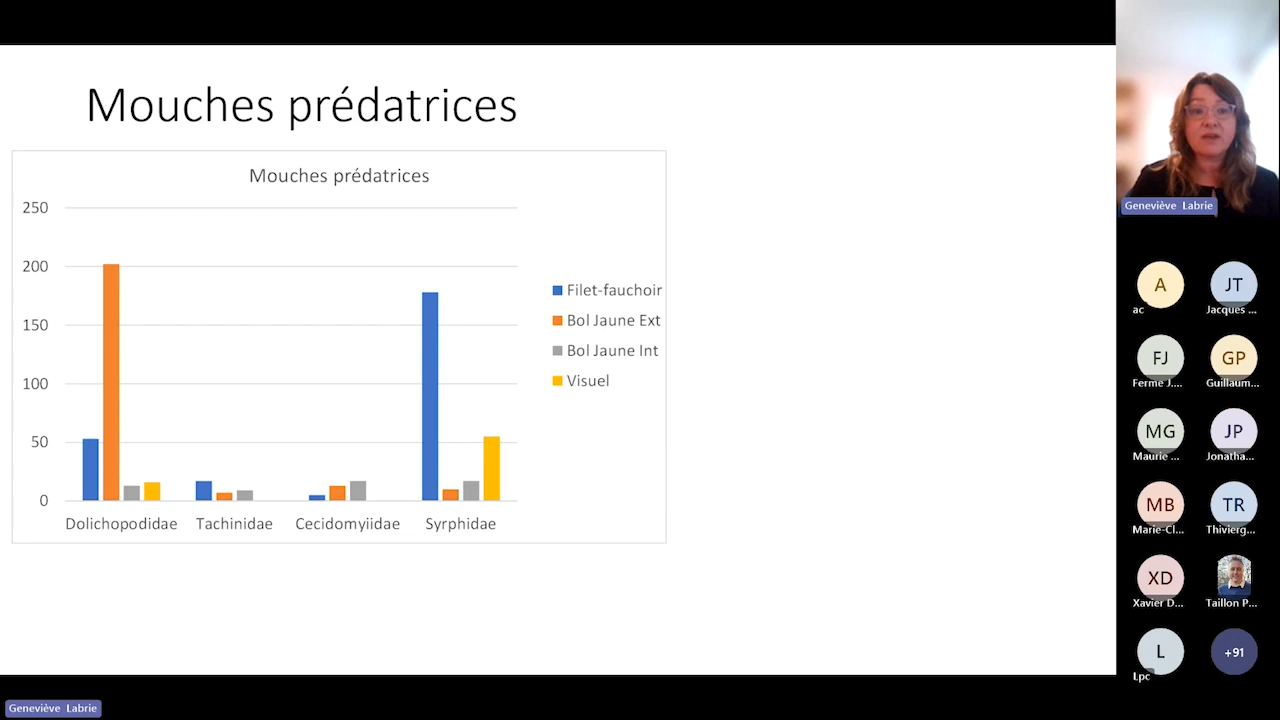 Mouches prédatrices
Mouches prédatrices
250
200
150
100
50
0
Dolichopodidae Tachinidae Cecidomyiidae Syrphidae
Filet-fauchoir
Bol Jaune Ext
Bol Jaune Int
Visuel
Geneviève Labrie
A JT
ac Jacques ...
FJ GP
Ferme J.... Guillaum...
MG JP
Maurie ... Jonatha...
MB TR
Marie-Cl... Thivierg...
XD
Xavier D... Taillon P...
L +91
Lpc
Geneviève Labrie